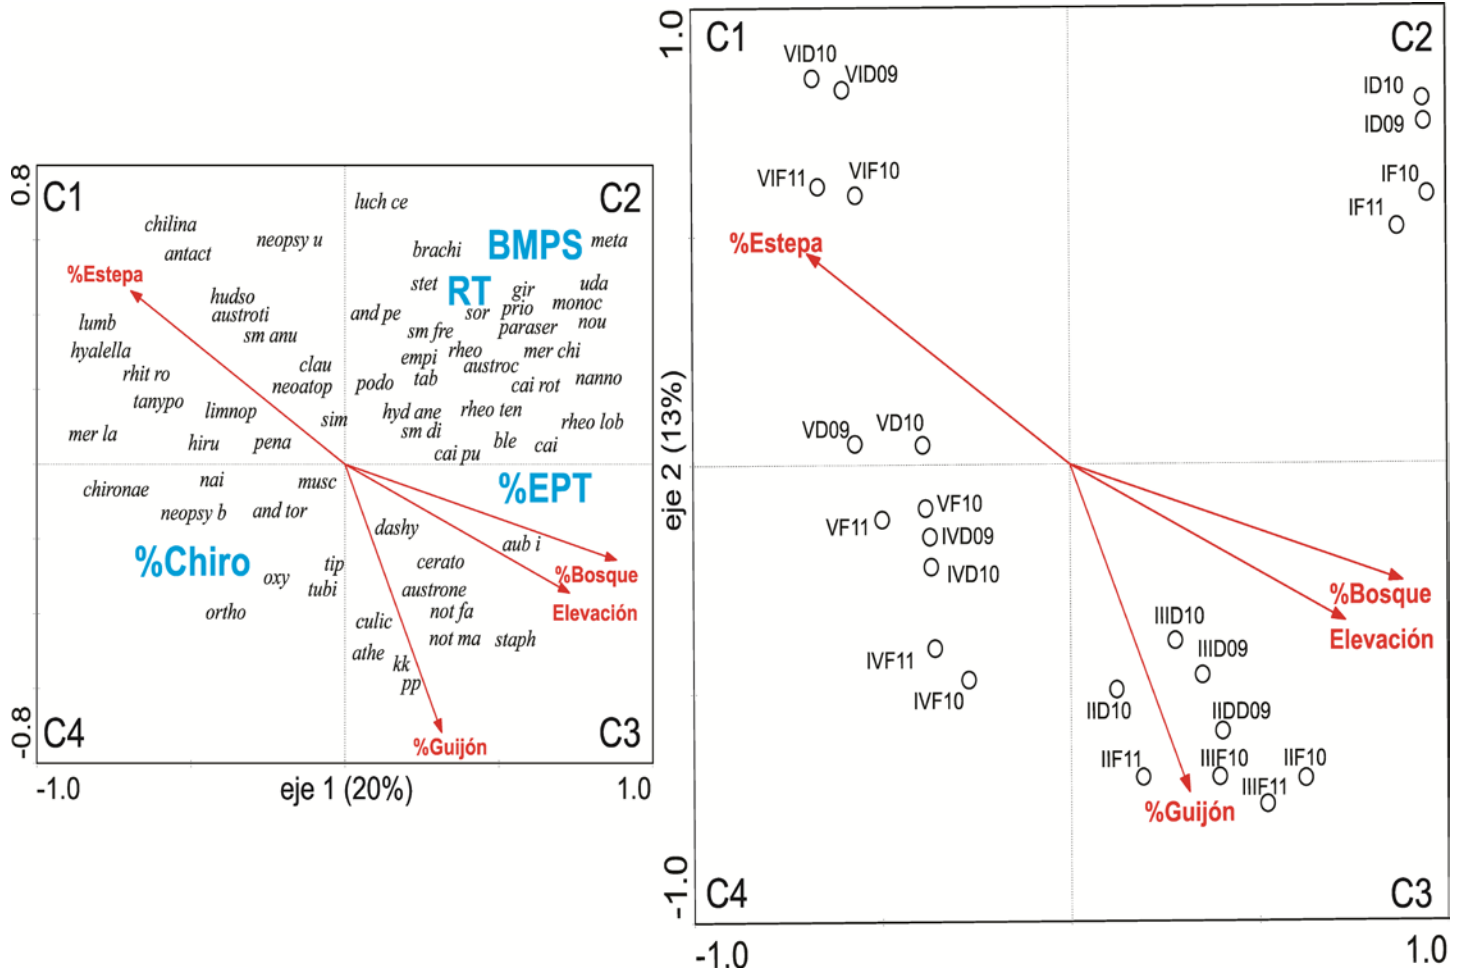 C1
C2
luch ce
chilina
neopsy u
BMPS
meta
antact
brachi
%Estepa
stet
RT
gir
uda
hudso
monoc
and pe
sor
prio
austroti
nou
lumb
sm anu
sm fre
paraser
hyalella
empi
rheo
mer chi
clau
austroc
rhit ro
neoatop
podo
tab
cai rot
nanno
tanypo
limnop
sim
hyd ane
rheo ten
rheo lob
mer la
hiru
pena
sm di
ble
cai
cai pu
chironae
nai
musc
%EPT
neopsy b
and tor
dashy
aub i
%Chiro
tip
cerato
%Bosque
oxy
tubi
austrone
Elevación
ortho
culic
not fa
not ma
staph
athe
kk
pp
C4
%Guijón
C3
0.8
-0.8
-1.0
eje 1 (20%)
1.0
1.0
C1
C2
VID10
VID09
ID10
ID09
VIF11
VIF10
IF10
IF11
%Estepa
eje 2 (13%)
VD09
VD10
VF10
VF11
IVD09
IVD10
%Bosque
IIID10
Elevación
IIID09
IVF11
IVF10
IID10
IIDD09
IIF11
IIIF10
IIF10
IIIF11
%Guijón
C4
C3
-1.0
-1.0
1.0